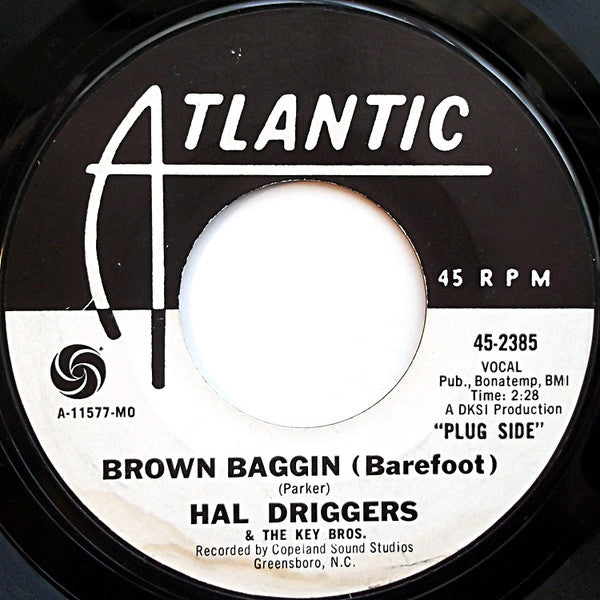 ATLANTIC
45 RPM
45-2385
VOCAL
Pub., Bonatemp, BMI
Time: 2:28
A DKSI Production
"PLUG SIDE"
A-11577-MO
BROWN BAGGIN (Barefoot)
(Parker)
HAL DRIGGERS
& THE KEY BROS.
Recorded by Copeland Sound Studios
Greensboro, N.C.